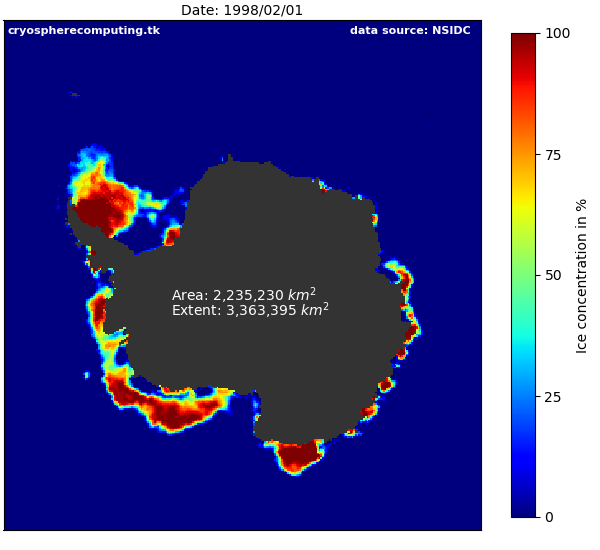 Date: 1998/02/01
cryospherecomputing.tk
data source: NSIDC
100
75
50
25
0
Ice concentration in %
Area: 2,235,230 km²
Extent: 3,363,395 km²